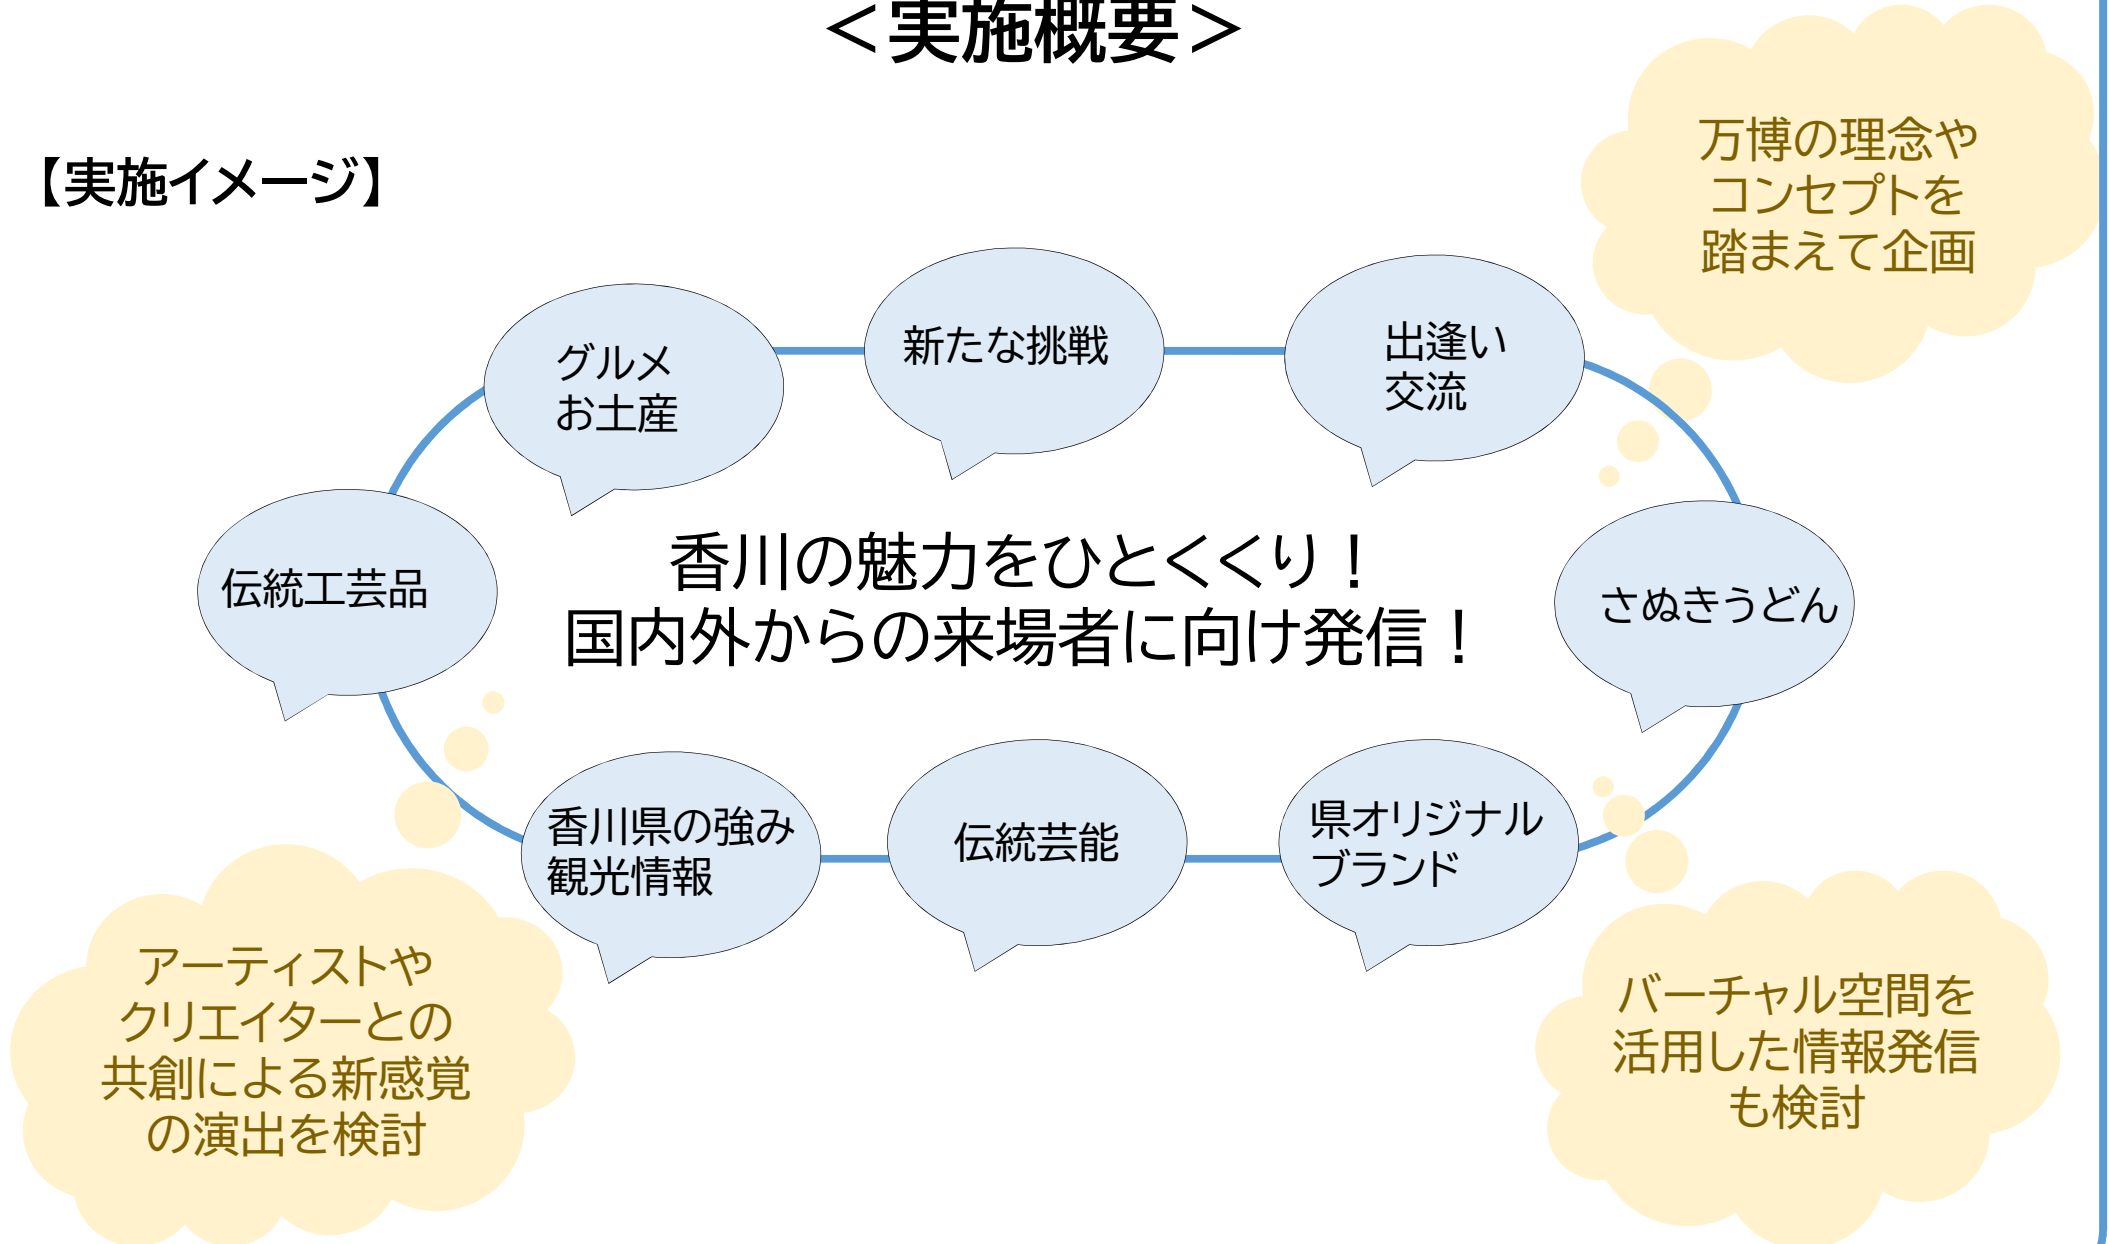 ＜実施概要＞
【実施イメージ】
万博の理念や
コンセプトを
踏まえて企画
グルメ
お土産
新たな挑戦
出逢い
交流
伝統工芸品
香川の魅力をひとくくり！
国内外からの来場者に向け発信！
さぬきうどん
香川県の強み
観光情報
伝統芸能
県オリジナル
ブランド
アーティストや
クリエイターとの
共創による新感覚
の演出を検討
バーチャル空間を
活用した情報発信
も検討